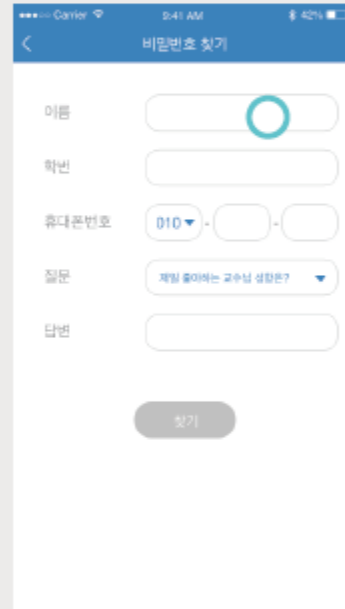 Carrier 9:41 AM 42%
비밀번호 찾기
이름
학번
휴대폰번호 010 - -
질문 제일 좋아하는 교수님 성함은?
답변
찾기